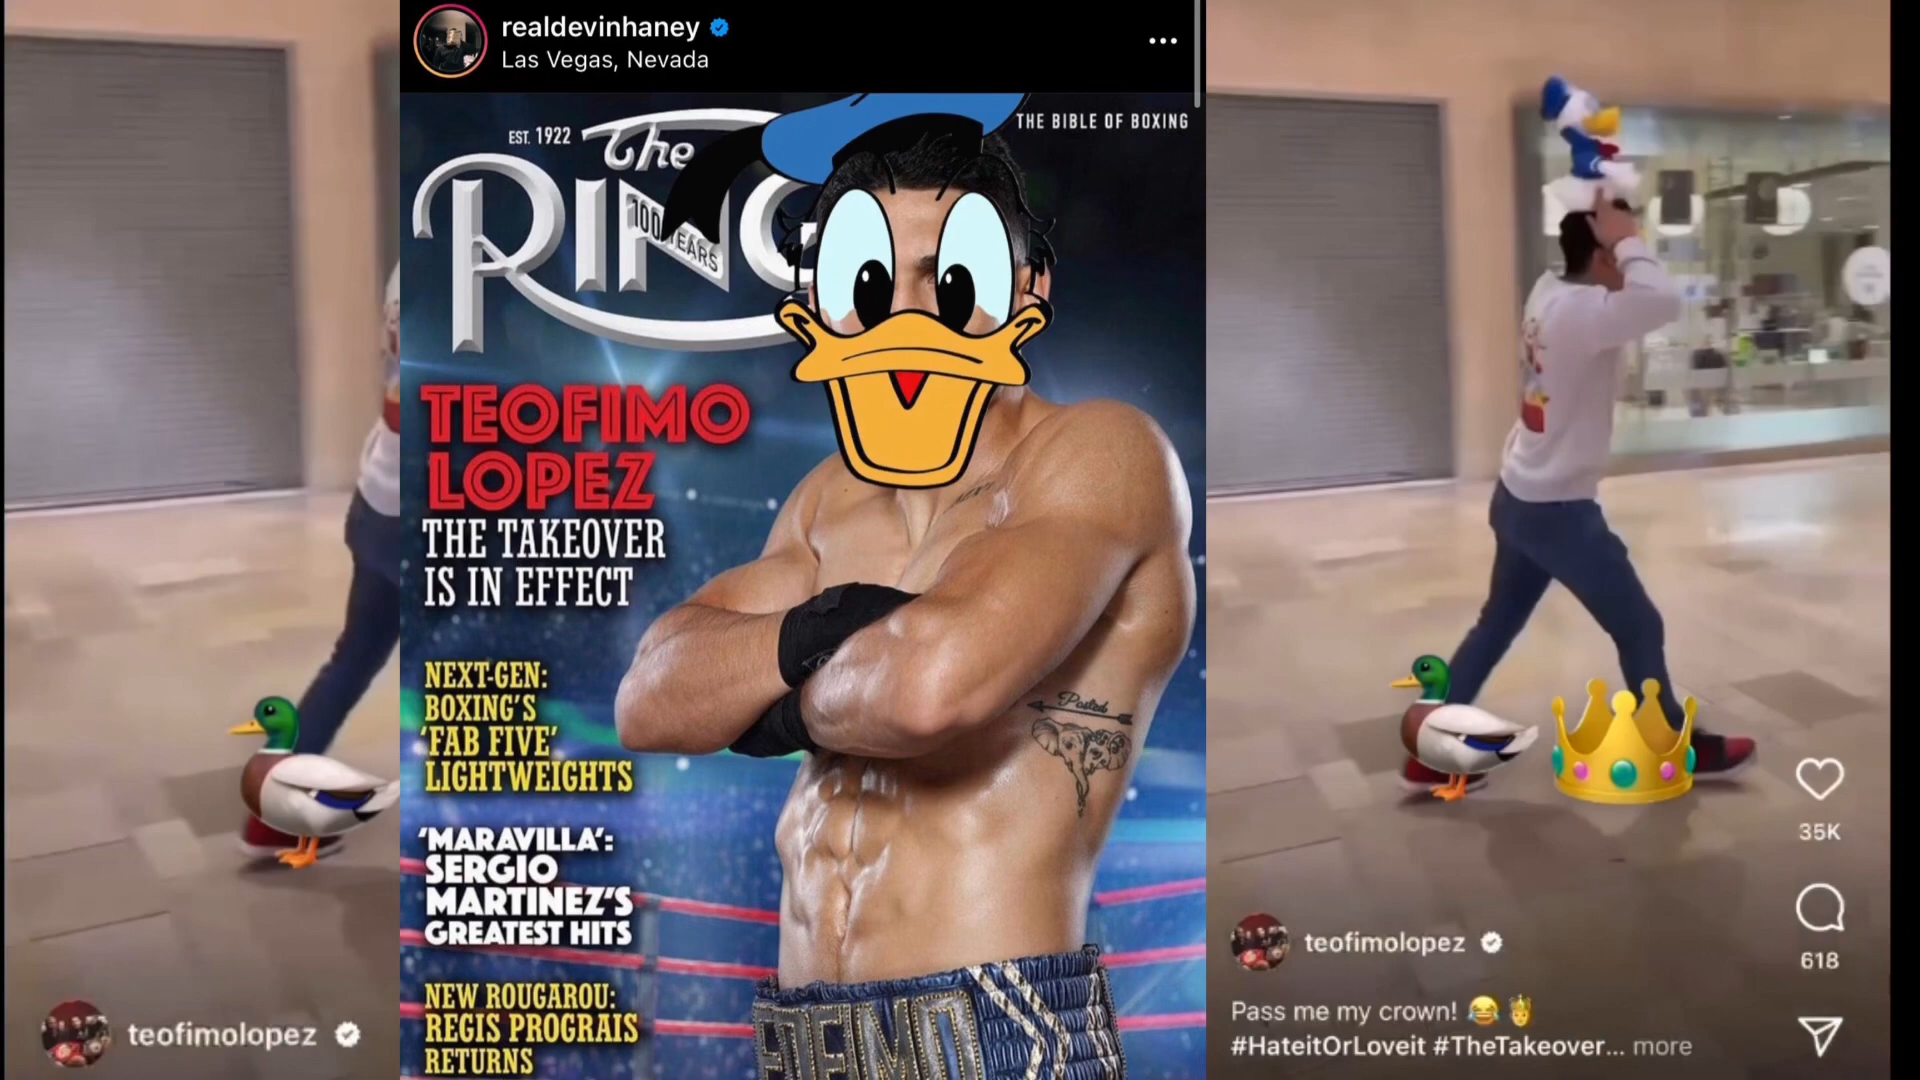 realdevinhaney
Las Vegas, Nevada
EST. 1922
The
RING
100 YEARS
THE BIBLE OF BOXING
TEOFIMO
LOPEZ
THE TAKEOVER
IS IN EFFECT
NEXT-GEN:
BOXING'S
'FAB FIVE'
LIGHTWEIGHTS
'MARAVILLA':
SERGIO
MARTINEZ'S
GREATEST HITS
NEW ROUGAROU:
REGIS PROGRAIS
RETURNS
Posted
TEOFIMO
teofimolopez
35K
618
teofimolopez
Pass me my crown! 😂🤴
#HateitOrLoveit #TheTakeover... more